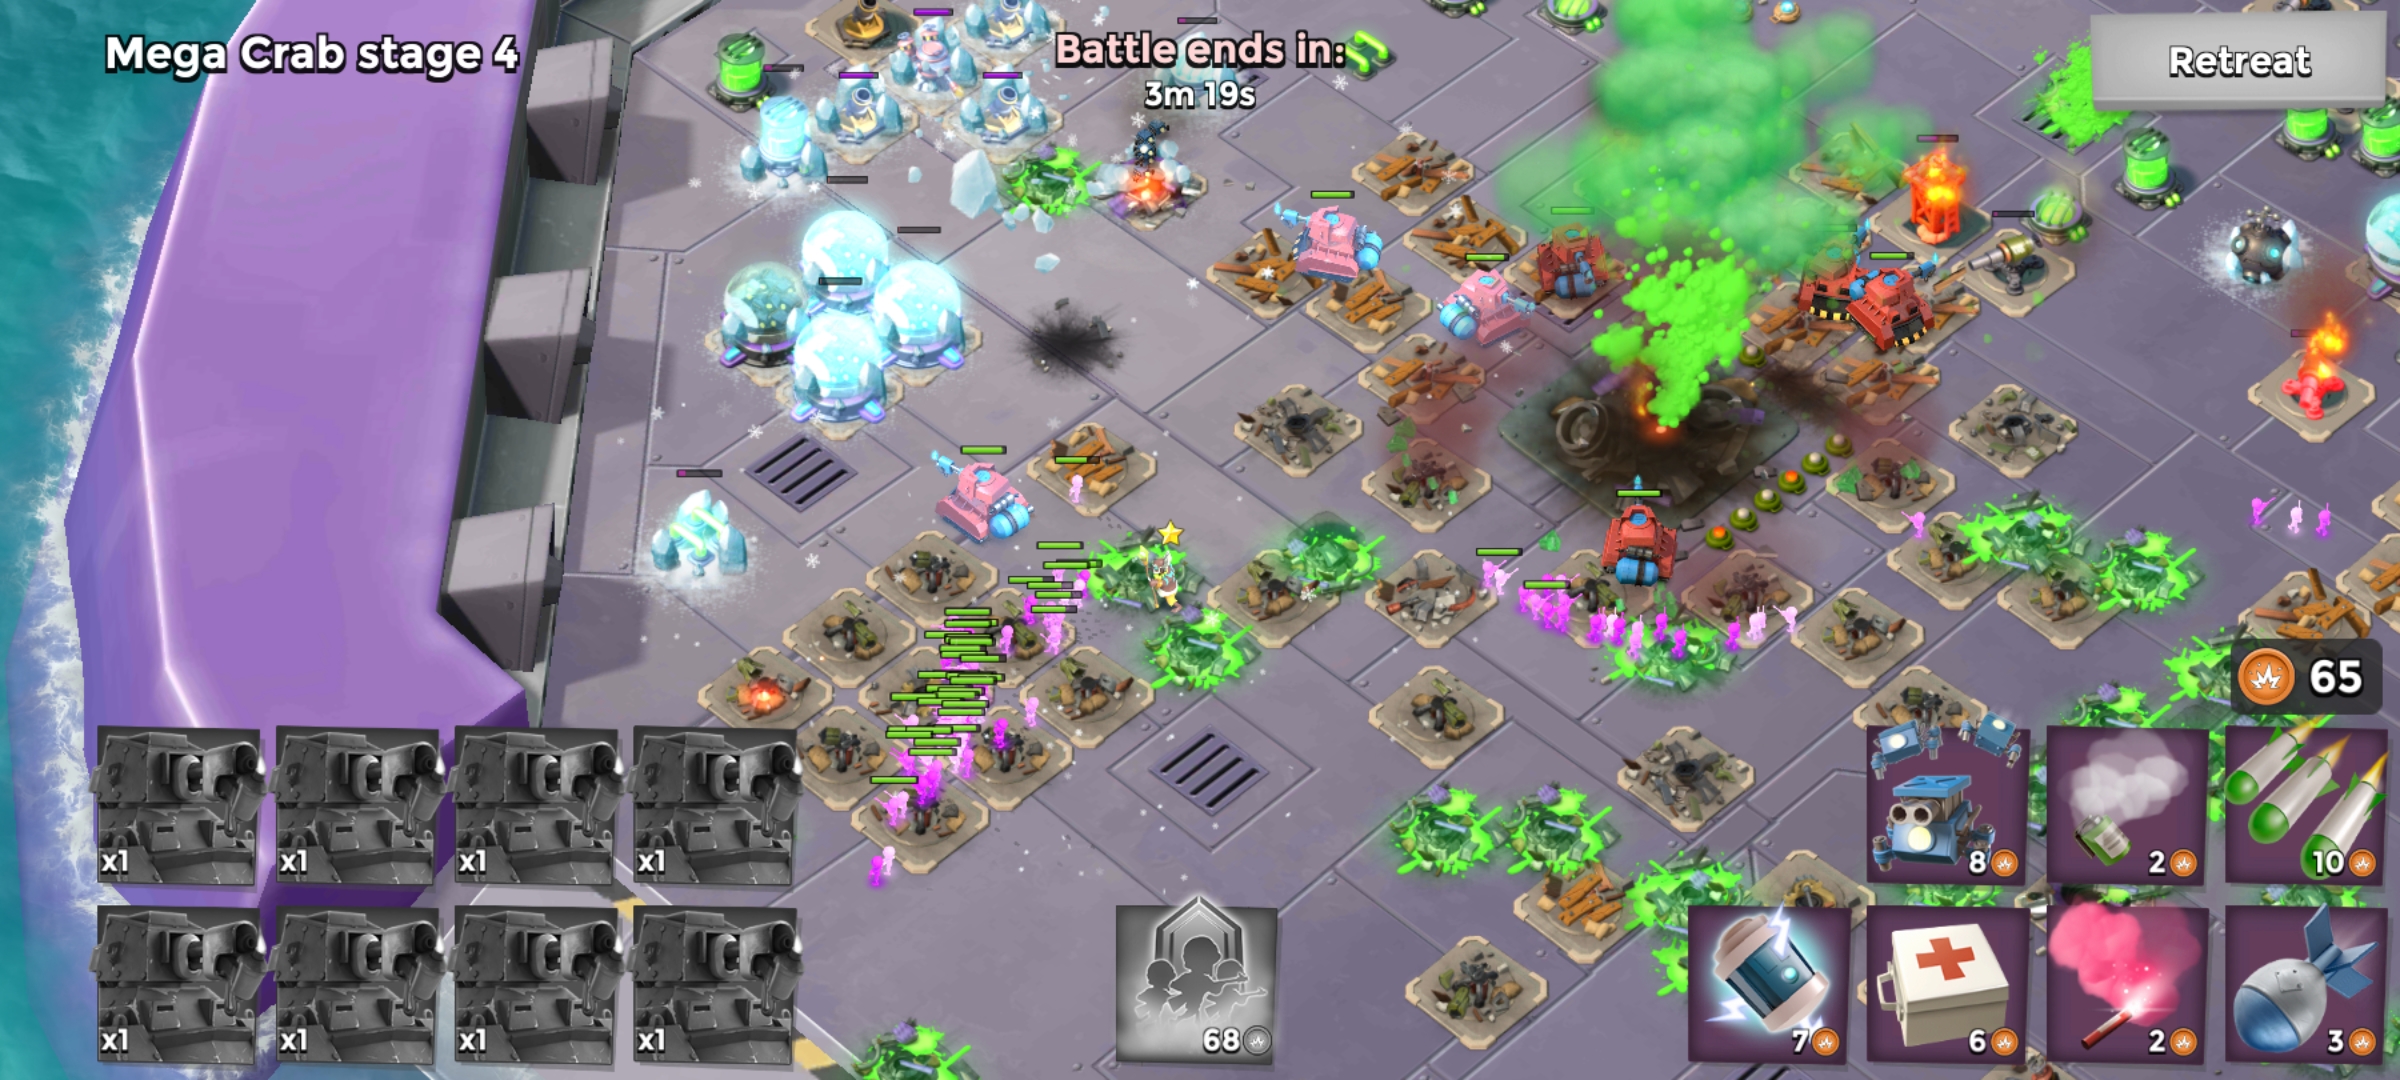 Mega Crab stage 4
Battle ends in:
3m 19s
Retreat
65
x1
x1
x1
x1
8
2
10
x1
x1
x1
x1
68
7
6
2
3